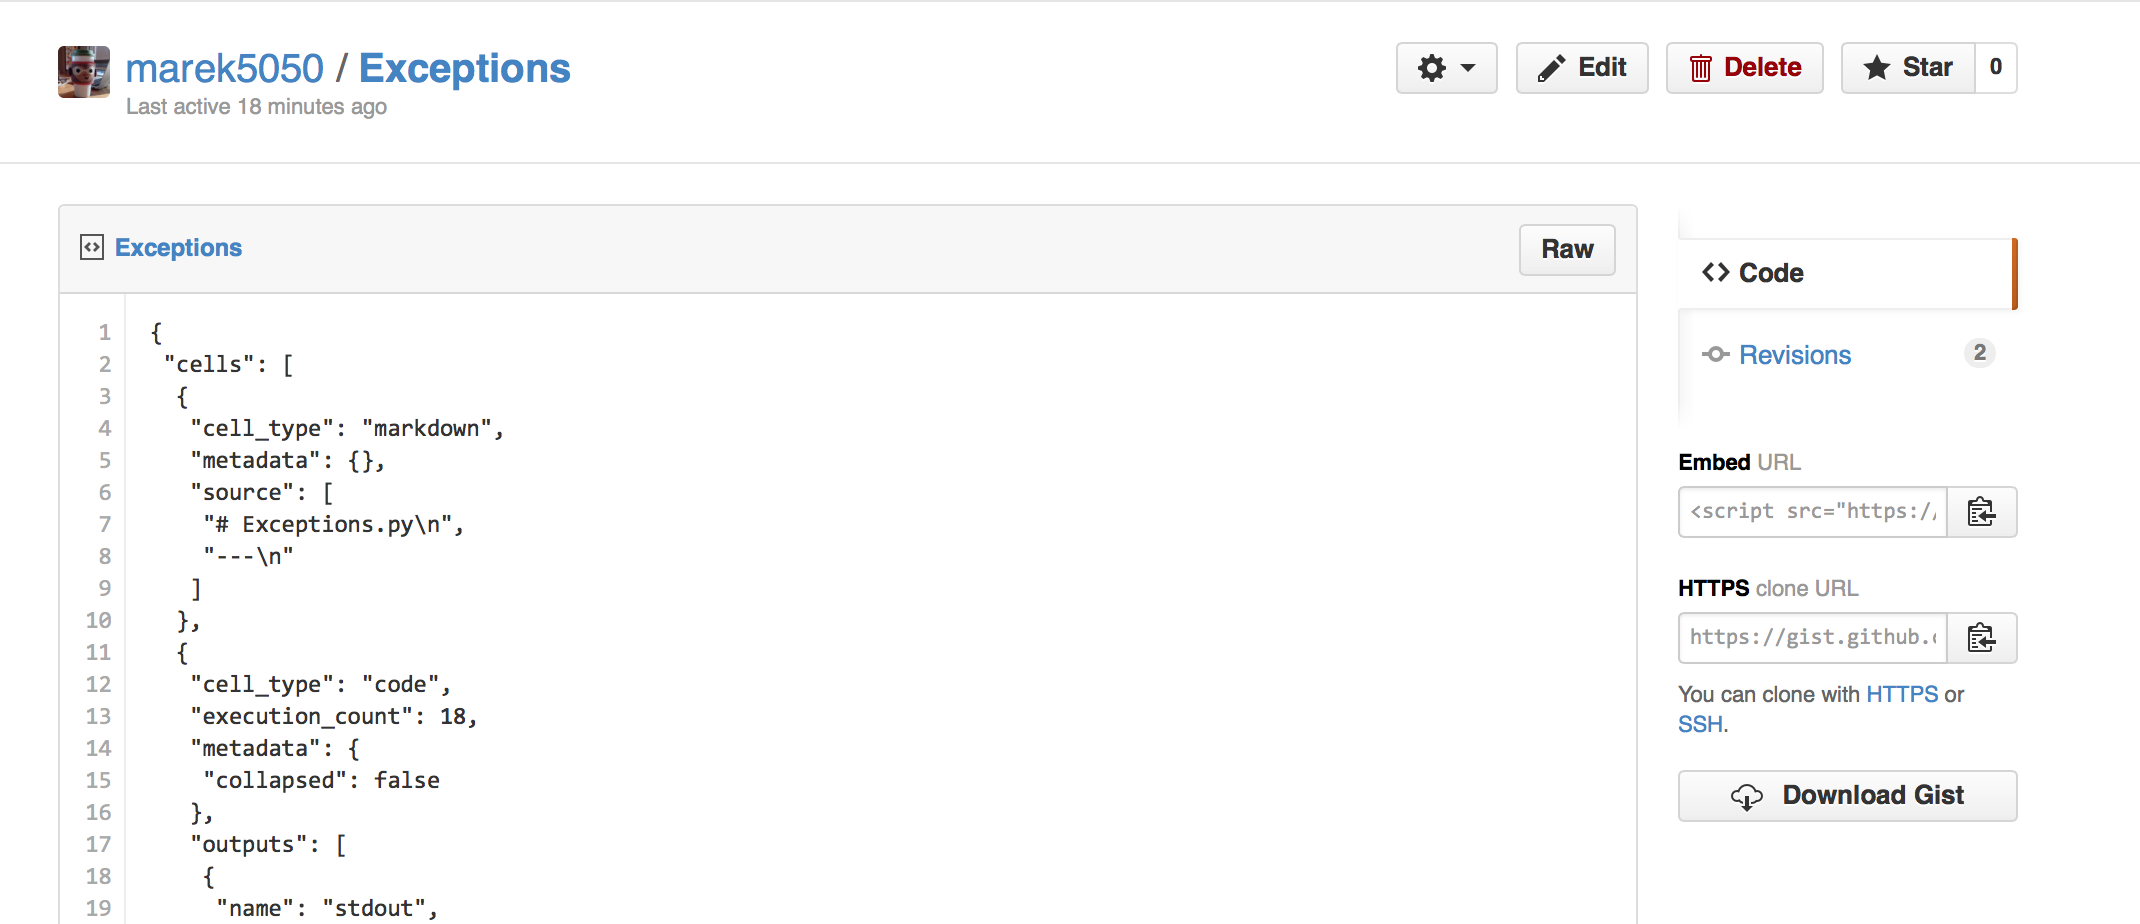 marek5050 / Exceptions
Last active 18 minutes ago
Edit
Delete
Star
0
Exceptions
Raw
1 {
2 "cells": [
3 {
4 "cell_type": "markdown",
5 "metadata": {},
6 "source": [
7 "# Exceptions.py\n",
8 "---\n"
9 ]
10 },
11 {
12 "cell_type": "code",
13 "execution_count": 18,
14 "metadata": {
15 "collapsed": false
16 },
17 "outputs": [
18 {
19 "name": "stdout",
<> Code
Revisions 2
Embed URL
<script src="https://
HTTPS clone URL
https://gist.github.
You can clone with HTTPS or
SSH.
Download Gist